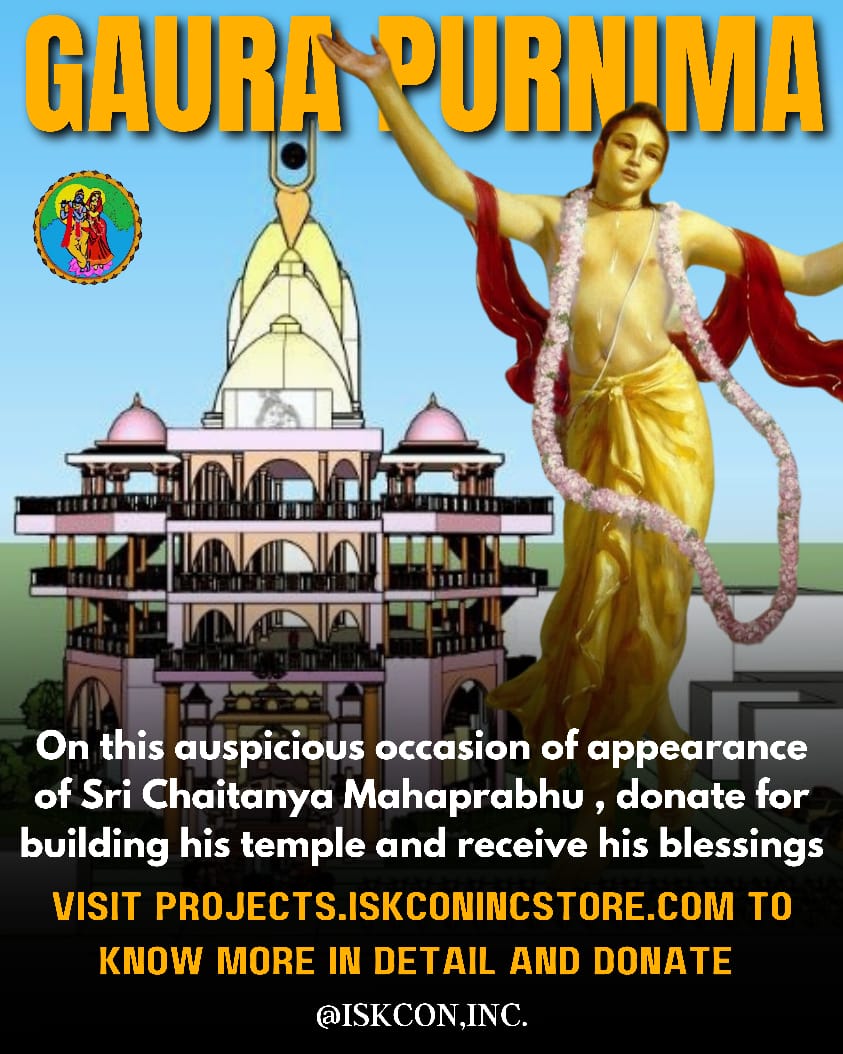 GAURA PURNIMA
On this auspicious occasion of appearance
of Sri Chaitanya Mahaprabhu , donate for
building his temple and receive his blessings
VISIT PROJECTS.ISKCONINCSTORE.COM TO
KNOW MORE IN DETAIL AND DONATE
@ISKCON,INC.